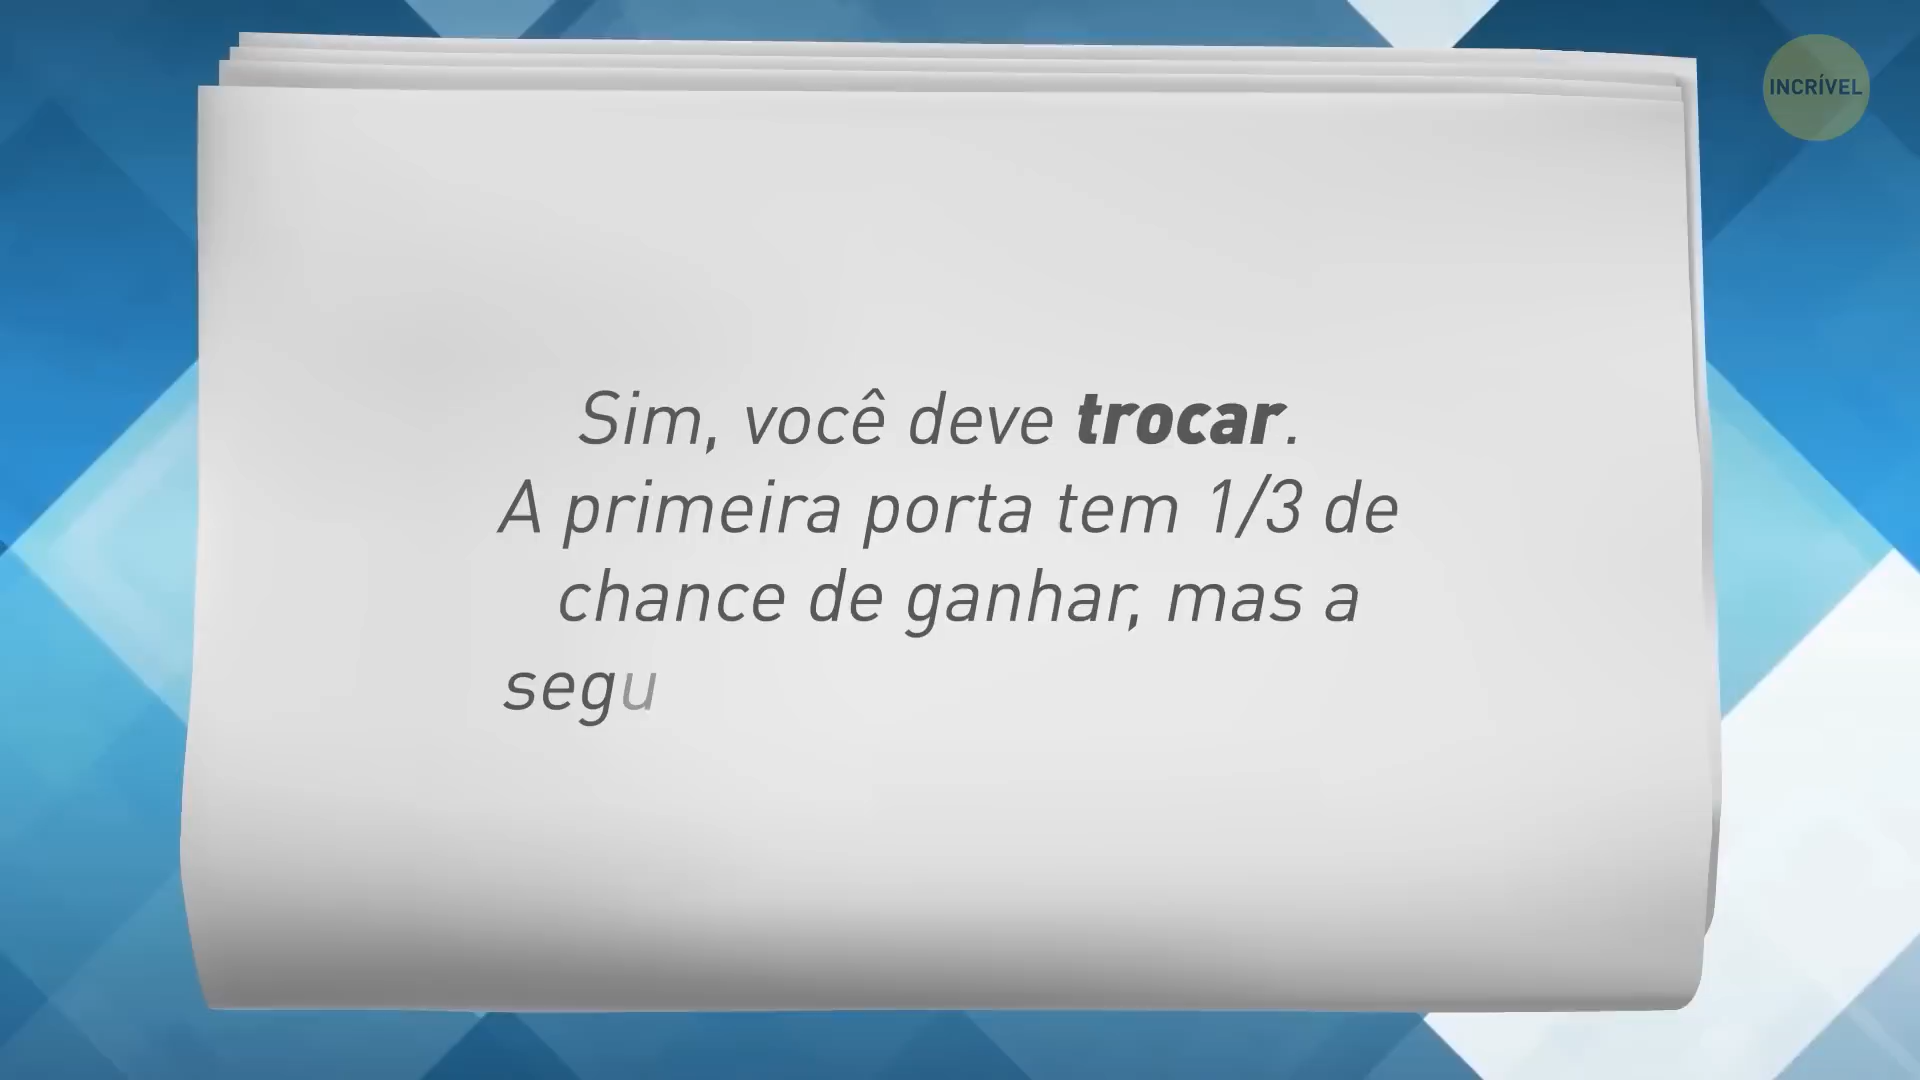 INCRÍVEL
Sim, você deve trocar.
A primeira porta tem 1/3 de
chance de ganhar, mas a
segu